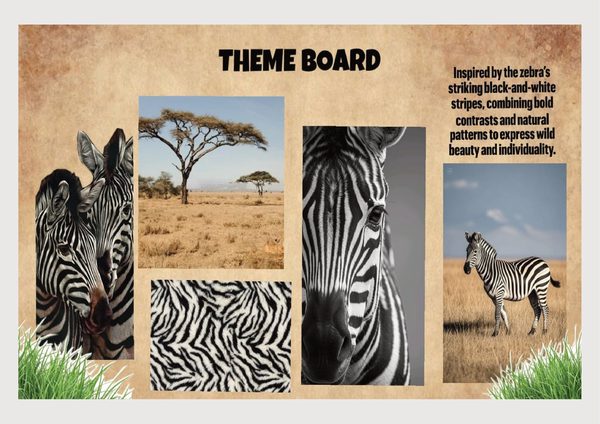 THEME BOARD
Inspired by the zebra's
striking black-and-white
stripes, combining bold
contrasts and natural
patterns to express wild
beauty and individuality.